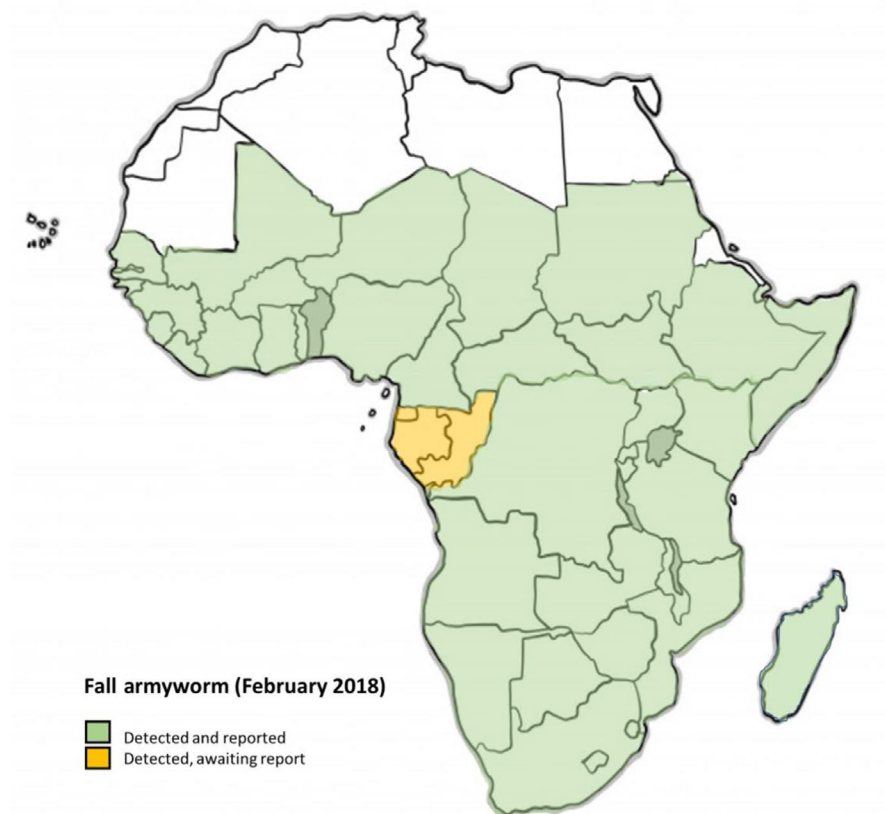 Fall armyworm (February 2018)
Detected and reported
Detected, awaiting report